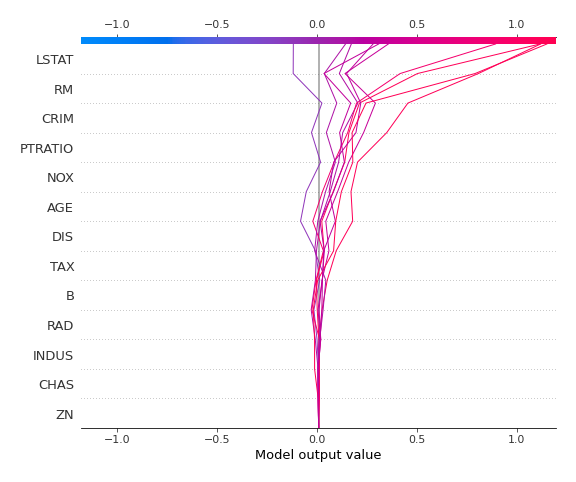 −1.0 −0.5 0.0 0.5 1.0
LSTAT
RM
CRIM
PTRATIO
NOX
AGE
DIS
TAX
B
RAD
INDUS
CHAS
ZN
−1.0 −0.5 0.0 0.5 1.0
Model output value